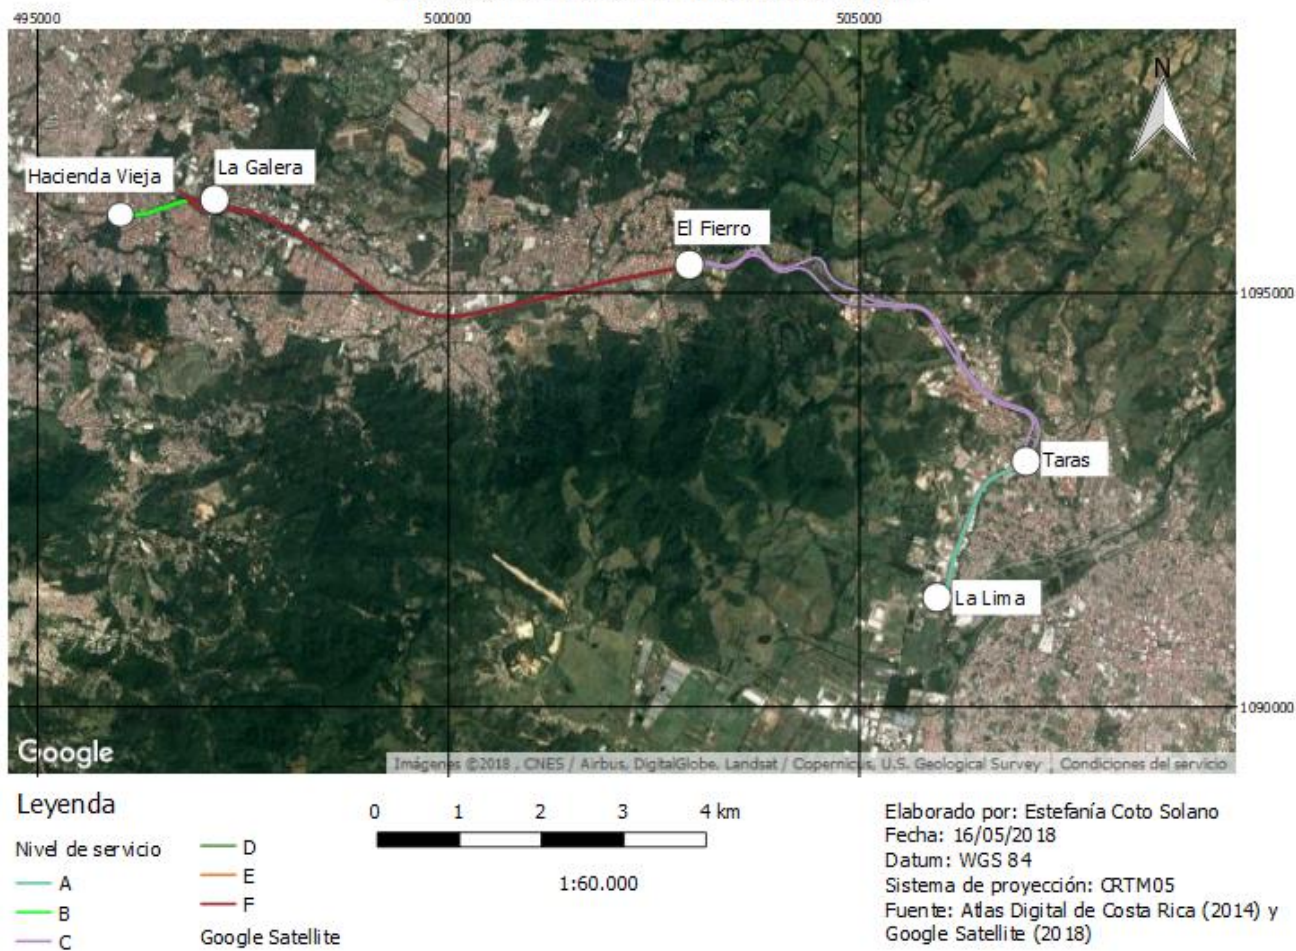 495000
500000
505000
N
La Galera
Hacienda Vieja
El Fierro
1095000
Taras
La Lima
1090000
Google
Imágenes ©2018 , CNES / Airbus, DigitalGlobe, Landsat / Copernicus, U.S. Geological Survey
Condiciones del servicio
Leyenda
Nivel de servicio
A
B
C
D
E
F
Google Satellite
0 1 2 3 4 km
1:60.000
Elaborado por: Estefanía Coto Solano
Fecha: 16/05/2018
Datum: WGS 84
Sistema de proyección: CRTM05
Fuente: Atlas Digital de Costa Rica (2014) y
Google Satellite (2018)